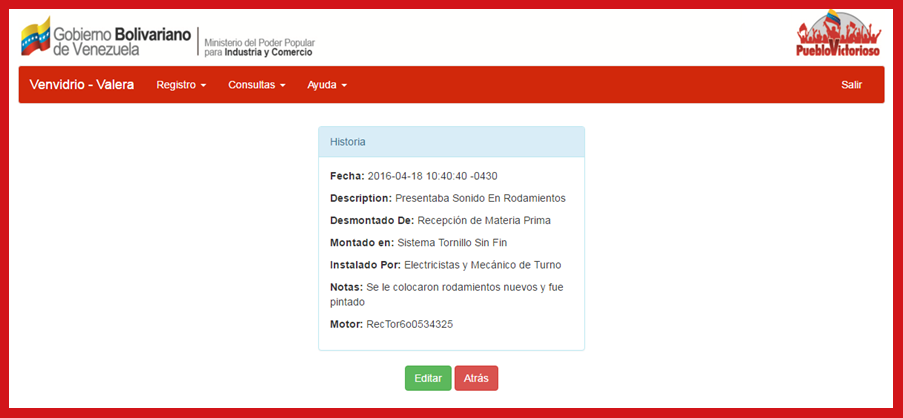 Gobierno Bolivariano
de Venezuela
Ministerio del Poder Popular
para Industria y Comercio
PuebloVictorioso
Venvidrio - Valera
Registro
Consultas
Ayuda
Salir
Historia
Fecha: 2016-04-18 10:40:40 -0430
Description: Presentaba Sonido En Rodamientos
Desmontado De: Recepción de Materia Prima
Montado en: Sistema Tornillo Sin Fin
Instalado Por: Electricistas y Mecánico de Turno
Notas: Se le colocaron rodamientos nuevos y fue
pintado
Motor: RecTor6o0534325
Editar
Atrás